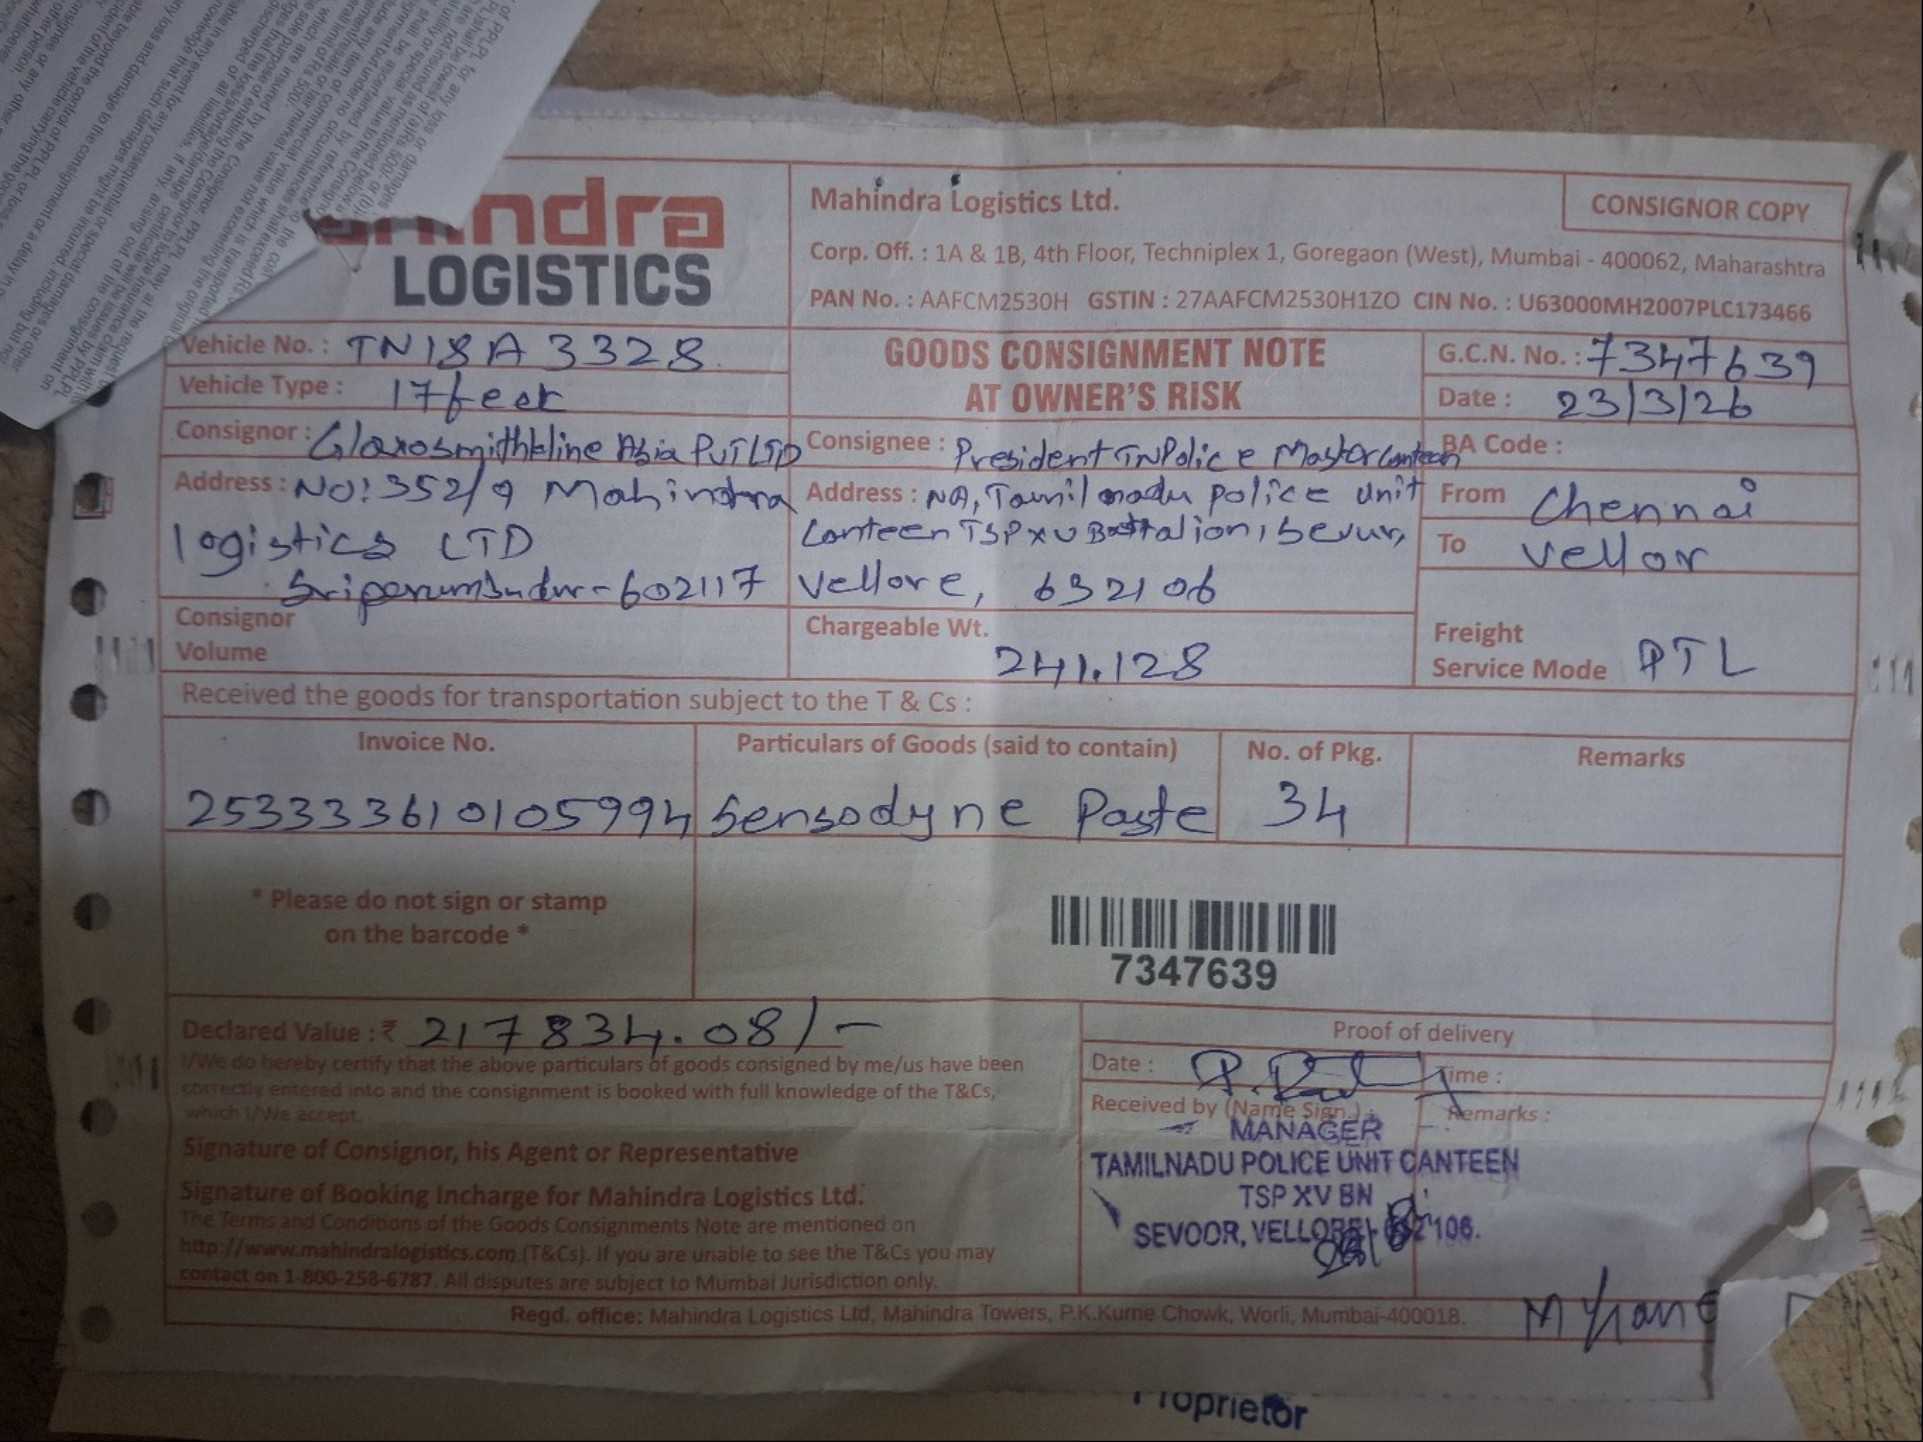 LOGISTICS
Mahindra Logistics Ltd.
CONSIGNOR COPY
Corp. Off. : 1A & 1B, 4th Floor, Techniplex 1, Goregaon (West), Mumbai - 400062, Maharashtra
PAN No. : AAFCM2530H GSTIN : 27AAFCM2530H1ZO CIN No. : U63000MH2007PLC173466
Vehicle No. : TN18A3328
Vehicle Type : 17feet
GOODS CONSIGNMENT NOTE
AT OWNER'S RISK
G.C.N. No. : 7347639
Date : 23/3/26
Consignor : Glaxosmithkline Asia PVTLTD
Address : NO: 352/9 Mahindra
logistics LTD
Sriperumbudur - 602117
Consignee : President TNPolice Master Canteen
Address : NA, Tamilnadu police Unit
Canteen TSP XV Battalion, Sevur,
Vellore, 632106
BA Code :
From Chennai
To Vellor
Consignor
Volume
Chargeable Wt.
241.128
Freight
Service Mode PTL
Received the goods for transportation subject to the T & Cs :
Invoice No. Particulars of Goods (said to contain) No. of Pkg. Remarks
253333610105994 Sensodyne Paste 34
* Please do not sign or stamp
on the barcode *
7347639
Declared Value : ₹ 217834.08/-
I/We do hereby certify that the above particulars of goods consigned by me/us have been
correctly entered into and the consignment is booked with full knowledge of the T&Cs,
which I/We accept.
Signature of Consignor, his Agent or Representative
Signature of Booking Incharge for Mahindra Logistics Ltd.
The Terms and Conditions of the Goods Consignments Note are mentioned on
http://www.mahindralogistics.com (T&Cs). If you are unable to see the T&Cs you may
contact on 1-800-258-6787. All disputes are subject to Mumbai Jurisdiction only.
Proof of delivery
Date : Time :
Received by (Name Sign.) : Remarks :
MANAGER
TAMILNADU POLICE UNIT CANTEEN
TSP XV BN
SEVOOR, VELLORE - 632 106.
Regd. office: Mahindra Logistics Ltd, Mahindra Towers, P.K.Kurne Chowk, Worli, Mumbai-400018.
Proprietor